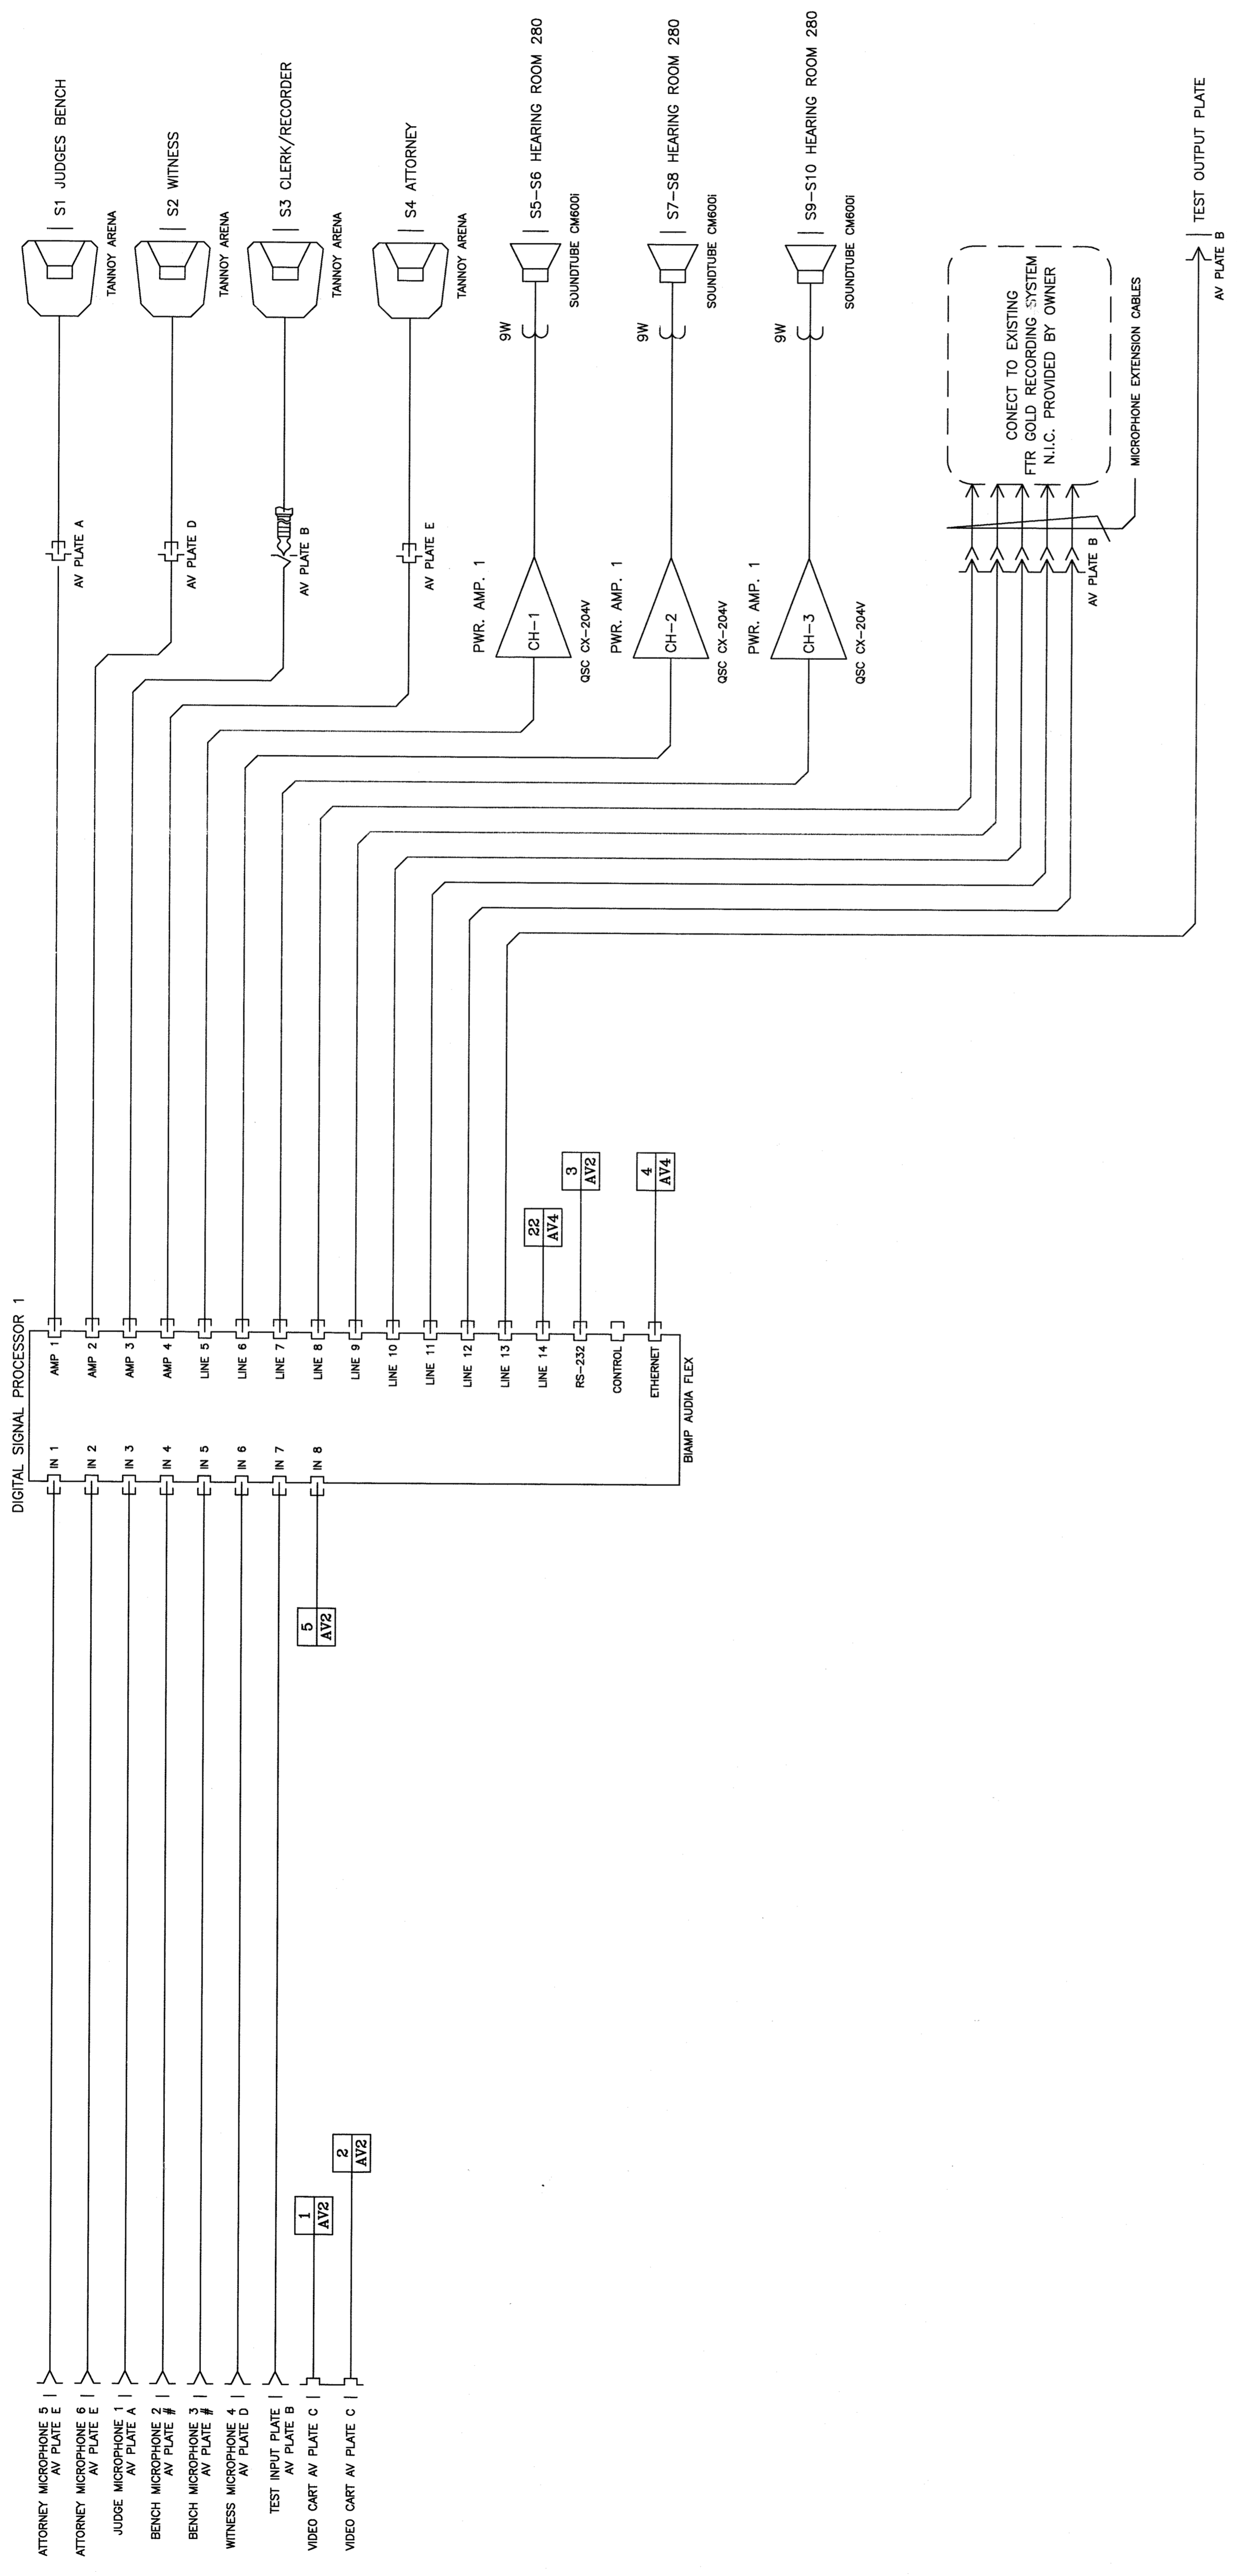 ATTORNEY MICROPHONE 5
AV PLATE E
ATTORNEY MICROPHONE 6
AV PLATE E
JUDGE MICROPHONE 1
AV PLATE A
BENCH MICROPHONE 2
AV PLATE #
BENCH MICROPHONE 3
AV PLATE #
WITNESS MICROPHONE 4
AV PLATE D
TEST INPUT PLATE
AV PLATE B
VIDEO CART AV PLATE C
VIDEO CART AV PLATE C
1
AV2
2
AV2
5
AV2
DIGITAL SIGNAL PROCESSOR 1
IN 1
IN 2
IN 3
IN 4
IN 5
IN 6
IN 7
IN 8
AMP 1
AMP 2
AMP 3
AMP 4
LINE 5
LINE 6
LINE 7
LINE 8
LINE 9
LINE 10
LINE 11
LINE 12
LINE 13
LINE 14
RS-232
CONTROL
ETHERNET
BIAMP AUDIA FLEX
22
AV4
3
AV2
4
AV4
AV PLATE A
AV PLATE D
AV PLATE B
AV PLATE E
PWR. AMP. 1
CH-1
QSC CX-204V
PWR. AMP. 1
CH-2
QSC CX-204V
PWR. AMP. 1
CH-3
QSC CX-204V
AV PLATE B
9W
9W
9W
S1 JUDGES BENCH
TANNOY ARENA
S2 WITNESS
TANNOY ARENA
S3 CLERK/RECORDER
TANNOY ARENA
S4 ATTORNEY
TANNOY ARENA
S5-S6 HEARING ROOM 280
SOUNDTUBE CM600i
S7-S8 HEARING ROOM 280
SOUNDTUBE CM600i
S9-S10 HEARING ROOM 280
SOUNDTUBE CM600i
CONECT TO EXISTING
FTR GOLD RECORDING SYSTEM
N.I.C. PROVIDED BY OWNER
MICROPHONE EXTENSION CABLES
TEST OUTPUT PLATE
AV PLATE B